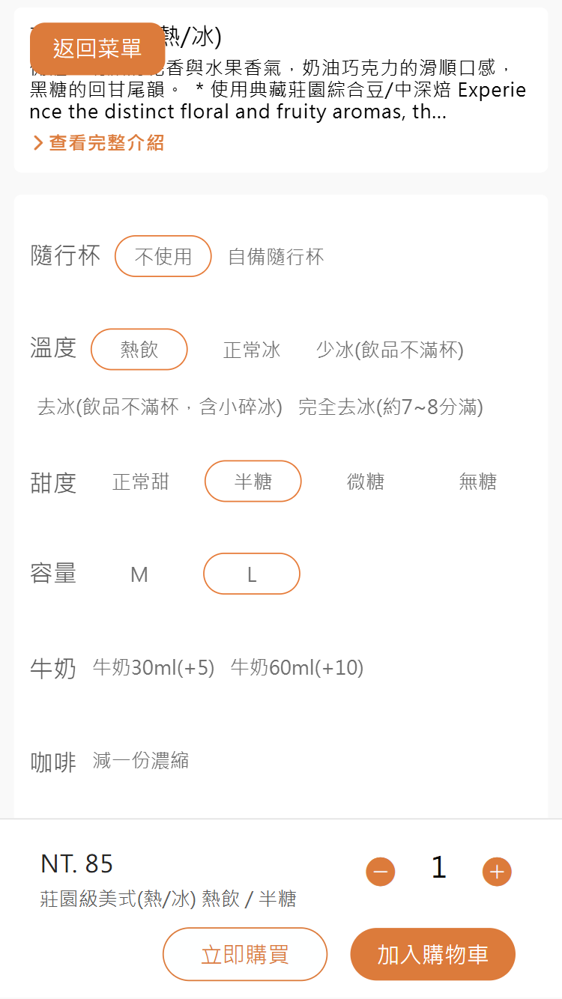 熱/冰)
返回菜單
花香與水果香氣，奶油巧克力的滑順口感，
黑糖的回甘尾韻。 *使用典藏莊園綜合豆/中深焙 Experie
nce the distinct floral and fruity aromas, th...
查看完整介紹
隨行杯 不使用 自備隨行杯
溫度 熱飲 正常冰 少冰(飲品不滿杯)
去冰(飲品不滿杯，含小碎冰) 完全去冰(約7~8分滿)
甜度 正常甜 半糖 微糖 無糖
容量 M L
牛奶 牛奶30ml(+5) 牛奶60ml(+10)
咖啡 減一份濃縮
NT. 85
1
莊園級美式(熱/冰) 熱飲 / 半糖
立即購買 加入購物車